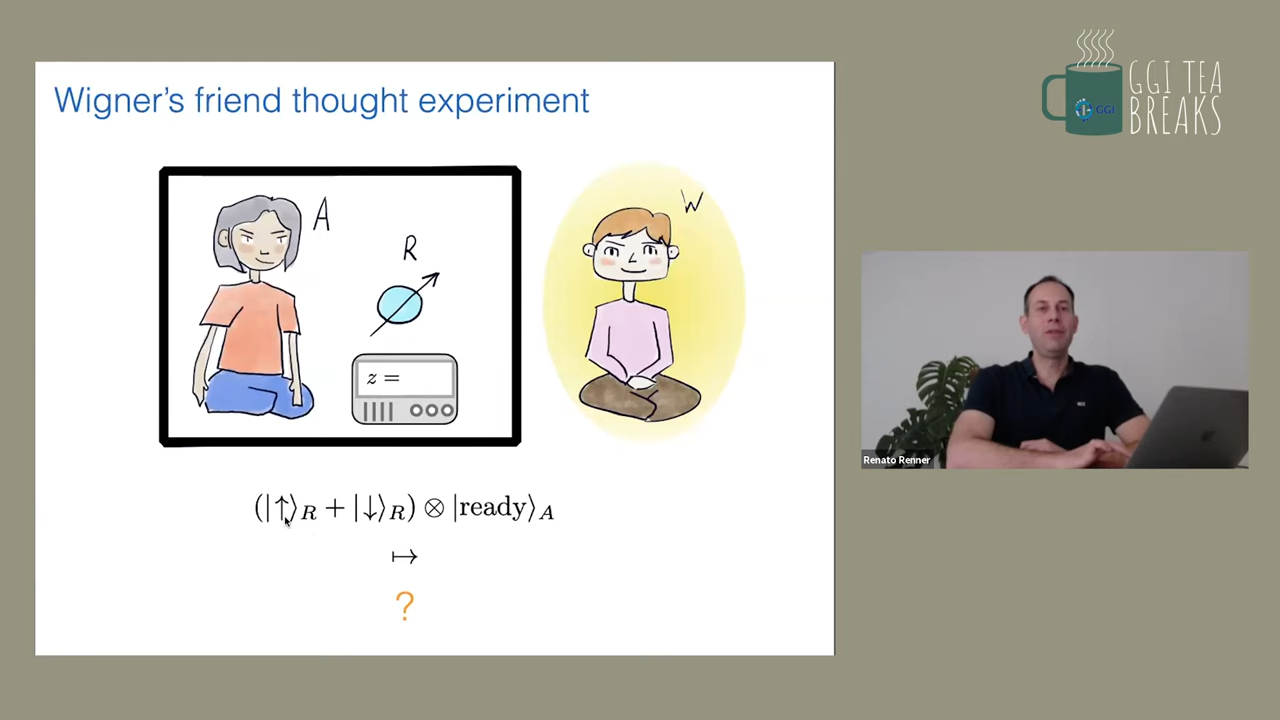 Wigner's friend thought experiment
A
R
z =
W
(|↑⟩_R + |↓⟩_R) ⊗ |ready⟩_A
↦
?
GGI TEA
BREAKS
GGI
Renato Renner